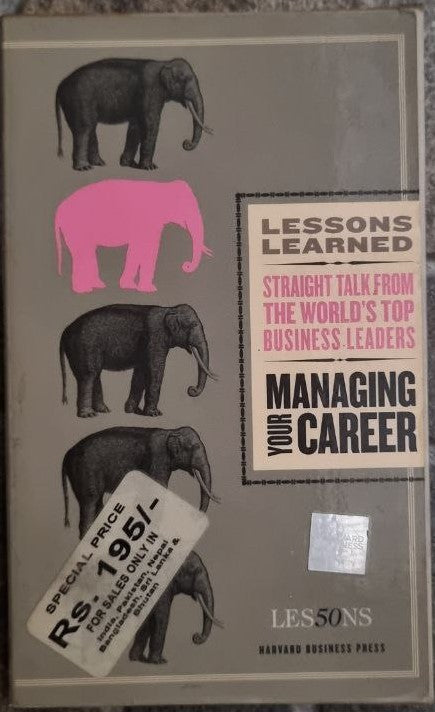 LESSONS
LEARNED
STRAIGHT TALK FROM
THE WORLD'S TOP
BUSINESS LEADERS
MANAGING
YOUR CAREER
SPECIAL PRICE
RS. 195/-
FOR SALES ONLY IN
India, Pakistan, Nepal
Bangladesh, Sri Lanka &
Bhutan
LES50NS
HARVARD BUSINESS PRESS